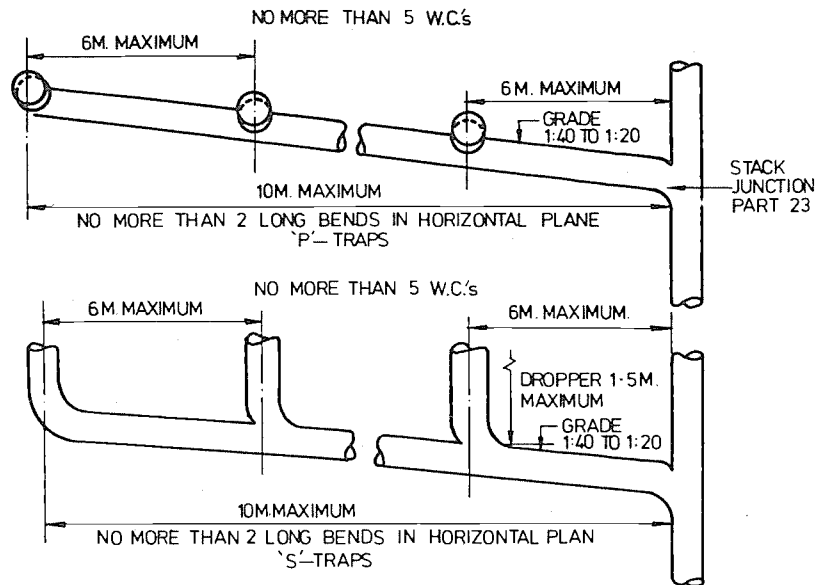 NO MORE THAN 5 W.C.'s
6M. MAXIMUM
6M. MAXIMUM
GRADE
1:40 TO 1:20
STACK
JUNCTION
PART 23
10M. MAXIMUM
NO MORE THAN 2 LONG BENDS IN HORIZONTAL PLANE
`P'— TRAPS
NO MORE THAN 5 W.C.'s
6M. MAXIMUM
6M. MAXIMUM.
DROPPER 1·5M.
MAXIMUM
GRADE
1:40 TO 1:20
10M.MAXIMUM
NO MORE THAN 2 LONG BENDS IN HORIZONTAL PLAN
`S'—TRAPS